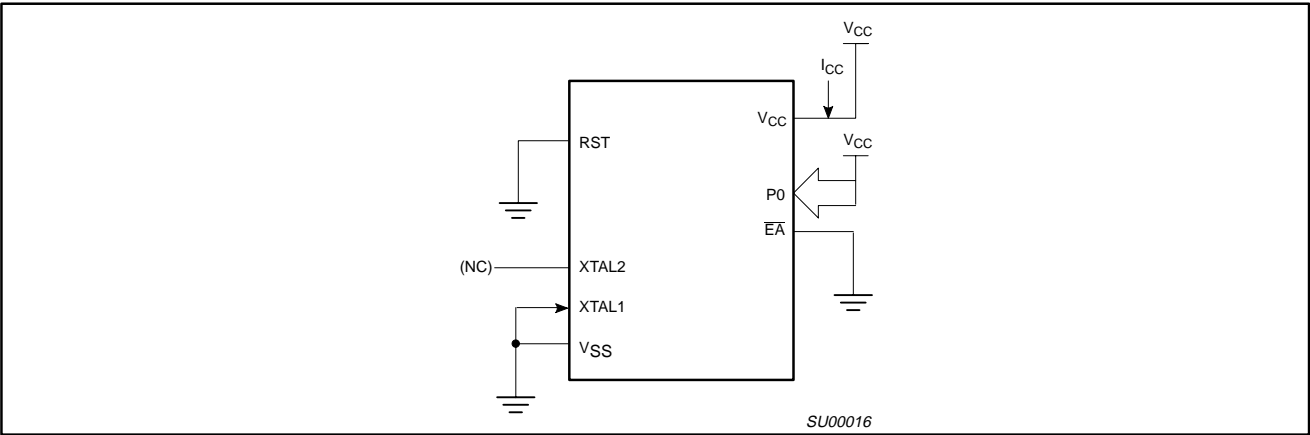 VCC
ICC
VCC
RST
VCC
P0
EA
(NC)
XTAL2
XTAL1
VSS
SU00016